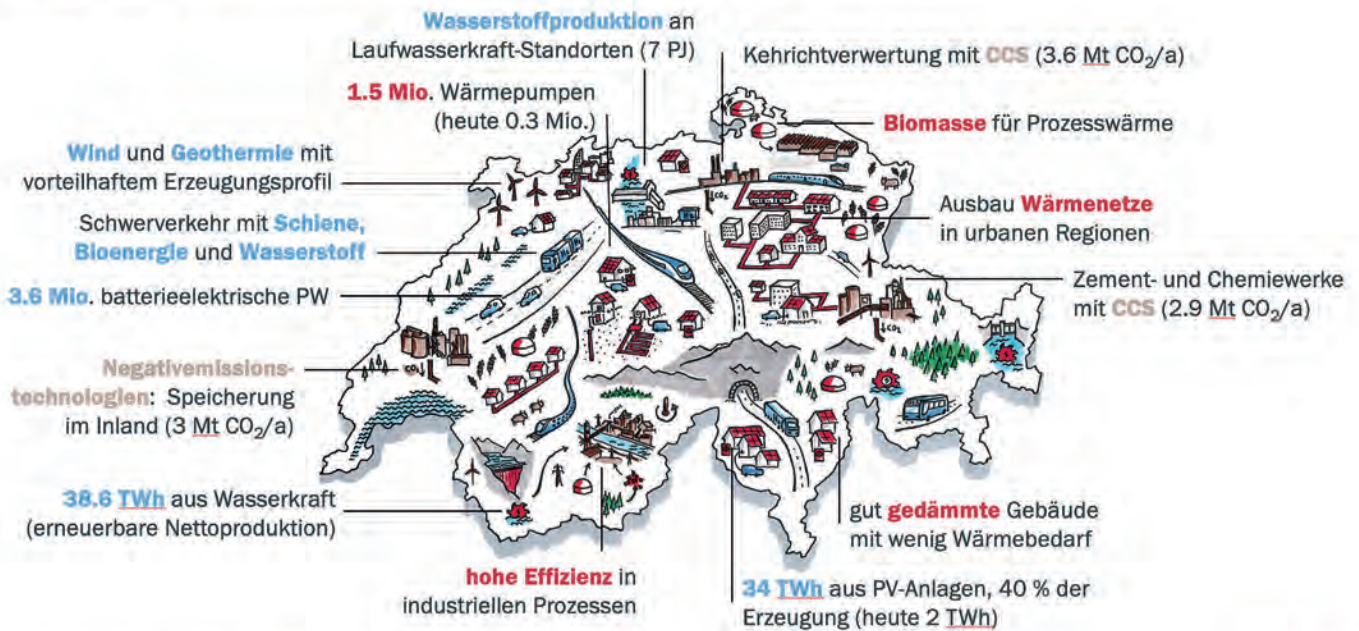 Wasserstoffproduktion an
Laufwasserkraft-Standorten (7 PJ)
Kehrichtverwertung mit CCS (3.6 Mt CO₂/a)
1.5 Mio. Wärmepumpen
(heute 0.3 Mio.)
Biomasse für Prozesswärme
Wind und Geothermie mit
vorteilhaftem Erzeugungsprofil
Schwerverkehr mit Schiene,
Bioenergie und Wasserstoff
Ausbau Wärmenetze
in urbanen Regionen
3.6 Mio. batterieelektrische PW
Zement- und Chemiewerke
mit CCS (2.9 Mt CO₂/a)
Negativemissions-
technologien: Speicherung
im Inland (3 Mt CO₂/a)
38.6 TWh aus Wasserkraft
(erneuerbare Nettoproduktion)
gut gedämmte Gebäude
mit wenig Wärmebedarf
hohe Effizienz in
industriellen Prozessen
34 TWh aus PV-Anlagen, 40 % der
Erzeugung (heute 2 TWh)
CO₂
CO₂
CO₂